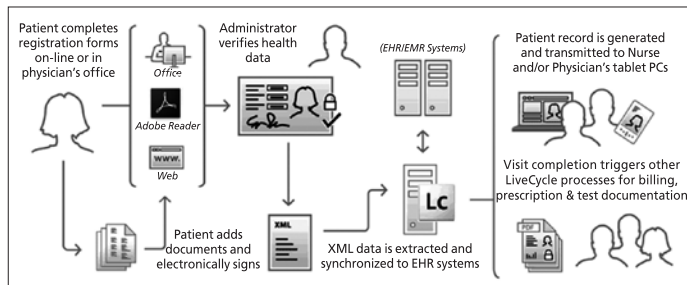 Patient completes
registration forms
on-line or in
physician's office
Office
Adobe Reader
www.
Web
Patient adds
documents and
electronically signs
Administrator
verifies health
data
XML
(EHR/EMR Systems)
Lc
XML data is extracted and
synchronized to EHR systems
Patient record is generated
and transmitted to Nurse
and/or Physician's tablet PCs
Visit completion triggers other
LiveCycle processes for billing,
prescription & test documentation
PDF